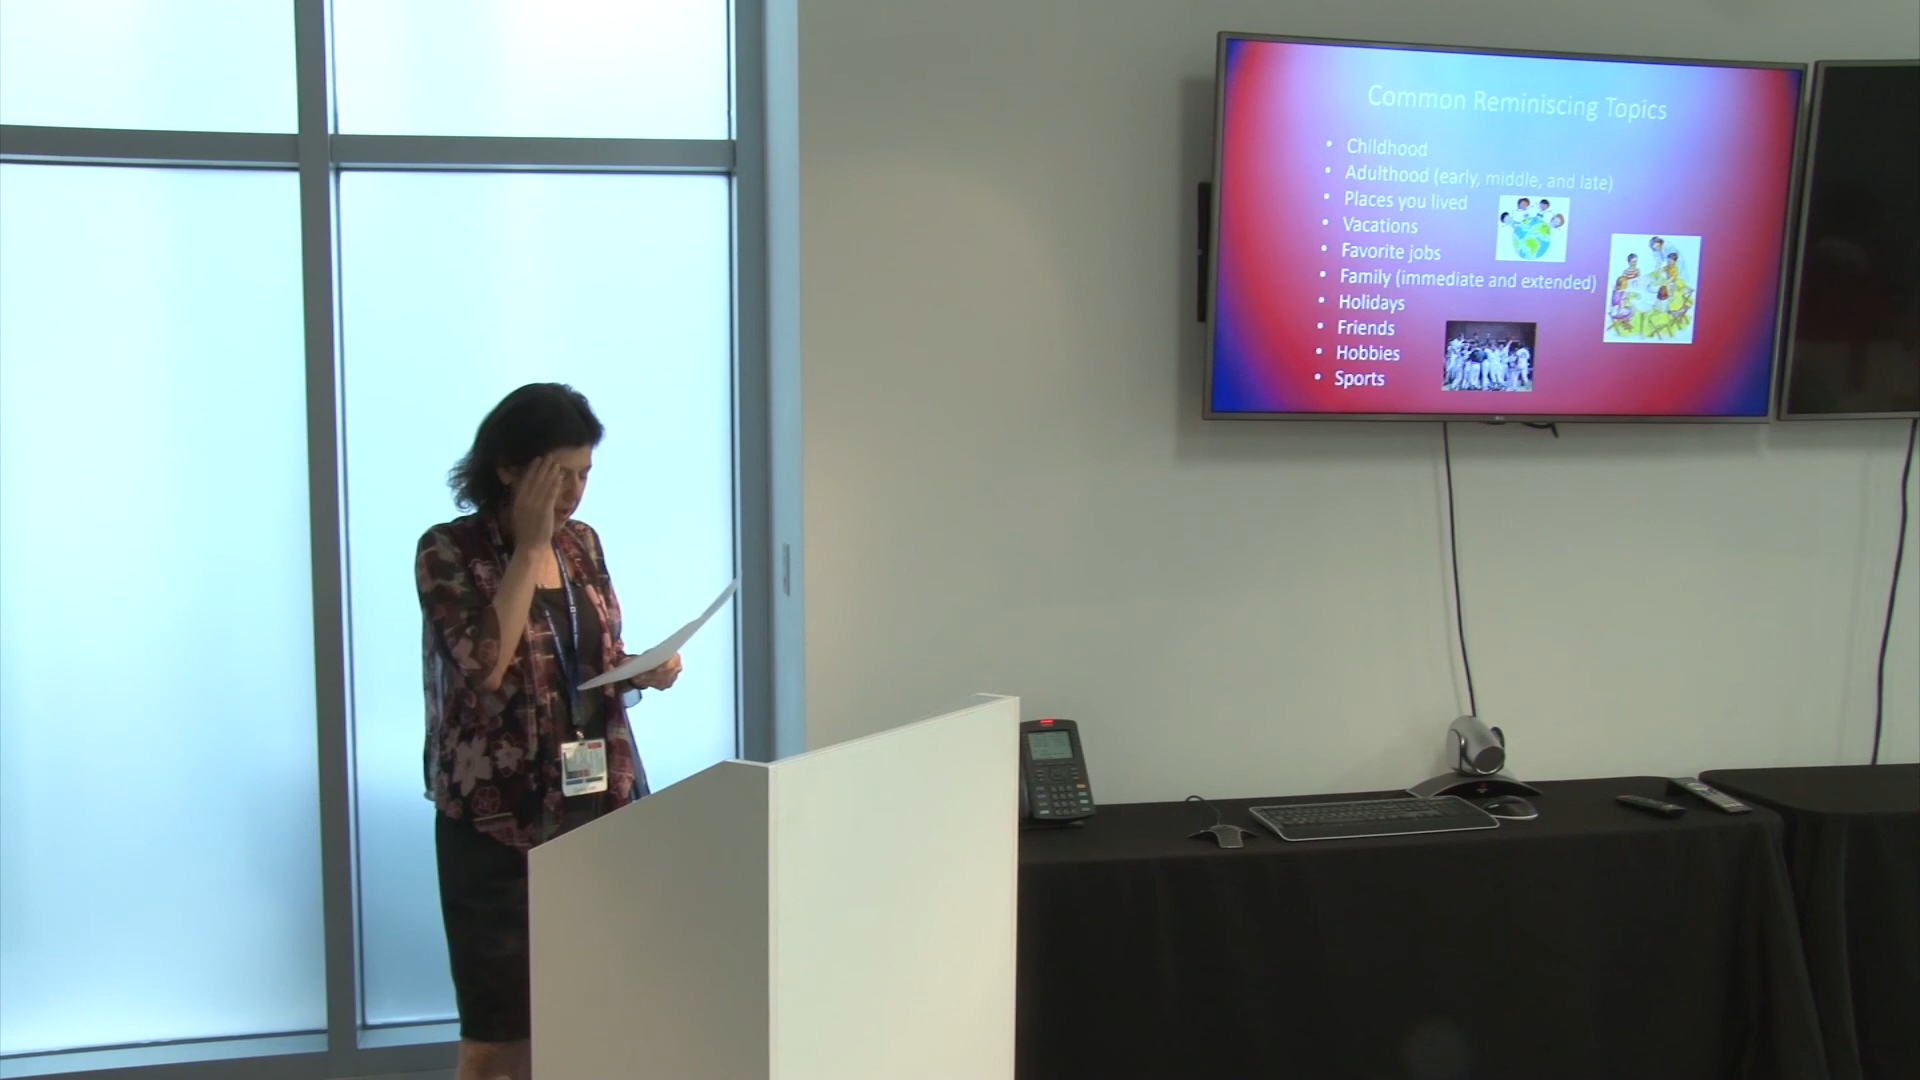 Common Reminiscing Topics
• Childhood
• Adulthood (early, middle, and late)
• Places you lived
• Vacations
• Favorite jobs
• Family (immediate and extended)
• Holidays
• Friends
• Hobbies
• Sports